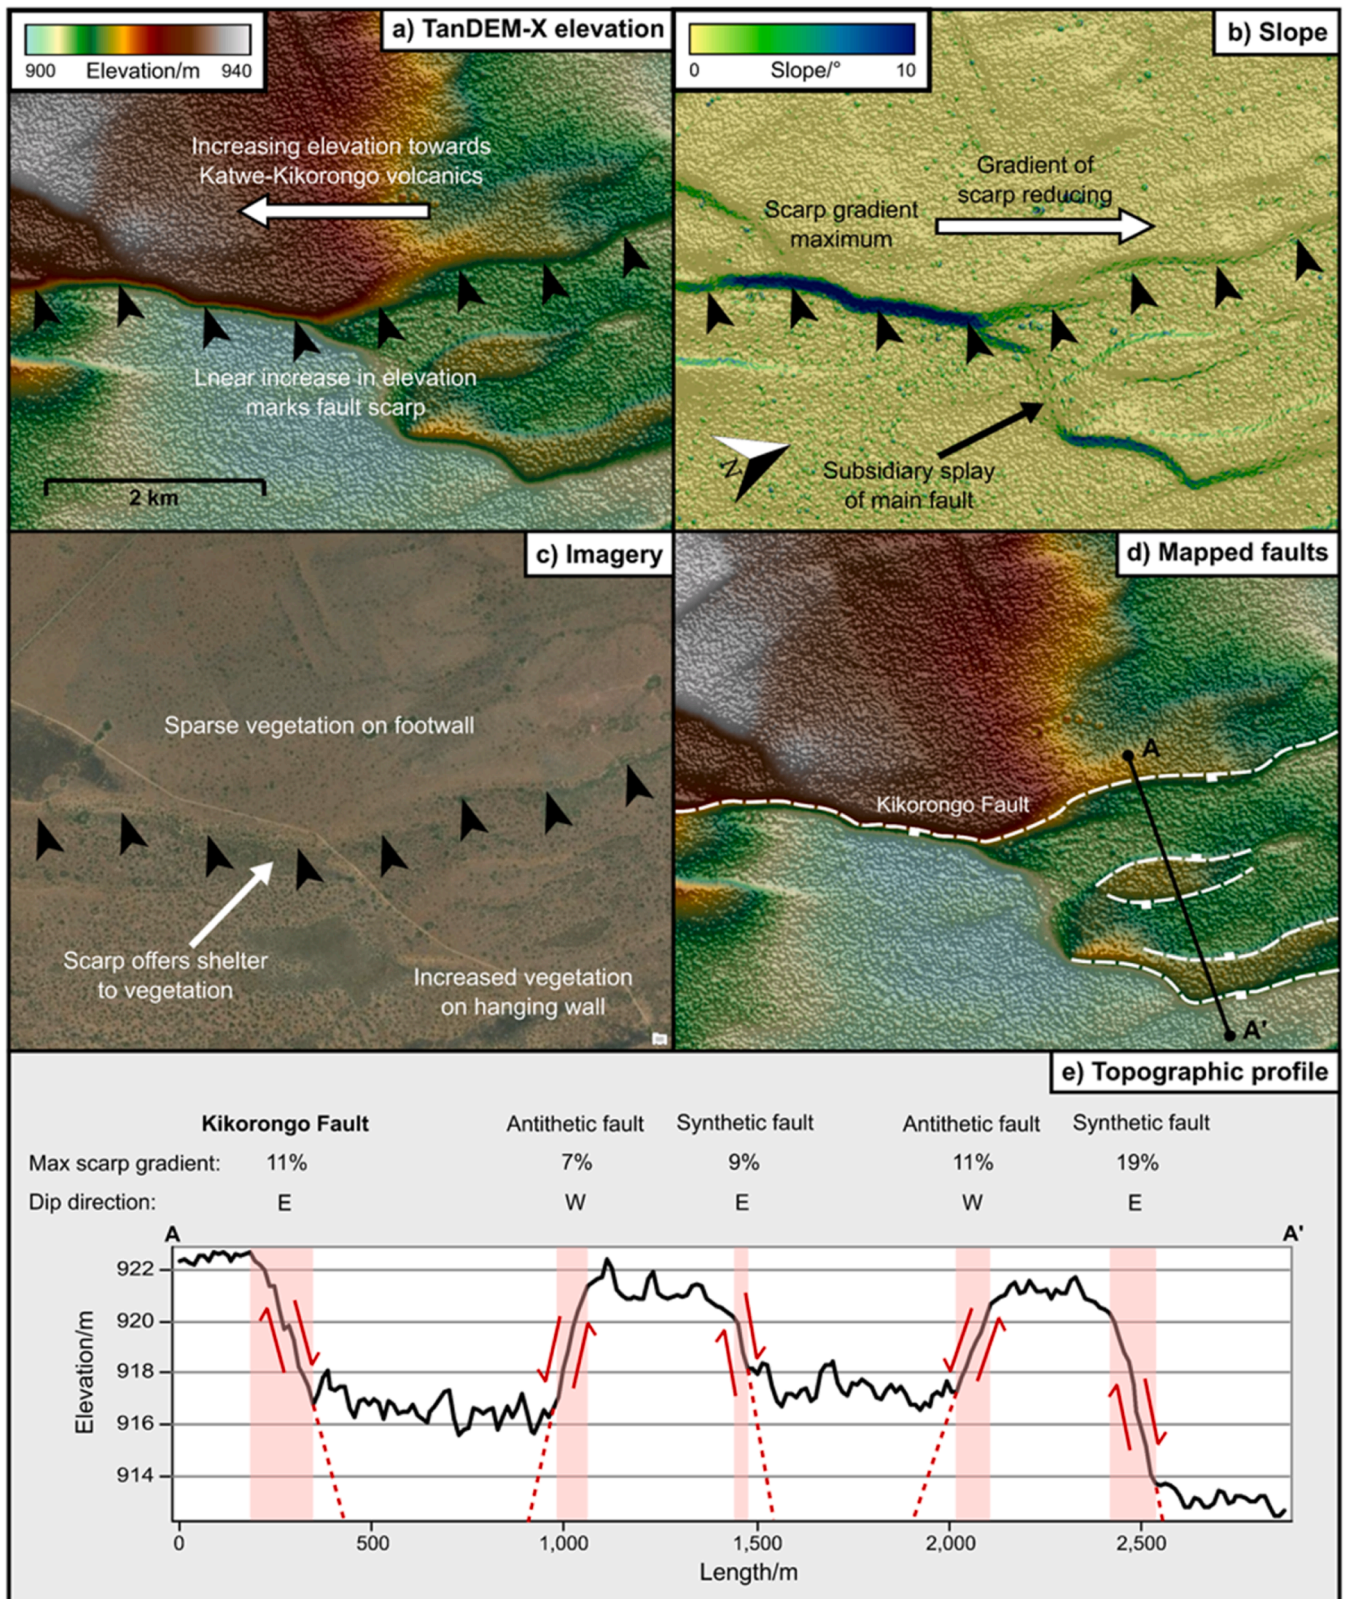 a) TanDEM-X elevation
900 Elevation/m 940
Increasing elevation towards
Katwe-Kikorongo volcanics
Lnear increase in elevation
marks fault scarp
2 km
b) Slope
0 Slope/° 10
Gradient of
scarp reducing
Scarp gradient
maximum
Subsidiary splay
of main fault
N
c) Imagery
Sparse vegetation on footwall
Scarp offers shelter
to vegetation
Increased vegetation
on hanging wall
d) Mapped faults
A
Kikorongo Fault
A'
e) Topographic profile
Kikorongo Fault Antithetic fault Synthetic fault Antithetic fault Synthetic fault
Max scarp gradient: 11% 7% 9% 11% 19%
Dip direction: E W E W E
A A'
922
920
918
916
914
Elevation/m
0 500 1,000 1,500 2,000 2,500
Length/m